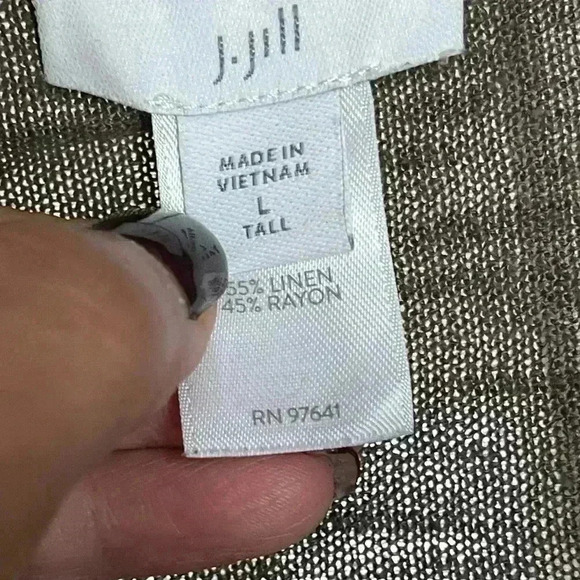 j.jill
MADE IN
VIETNAM
L
TALL
55% LINEN
45% RAYON
RN 97641